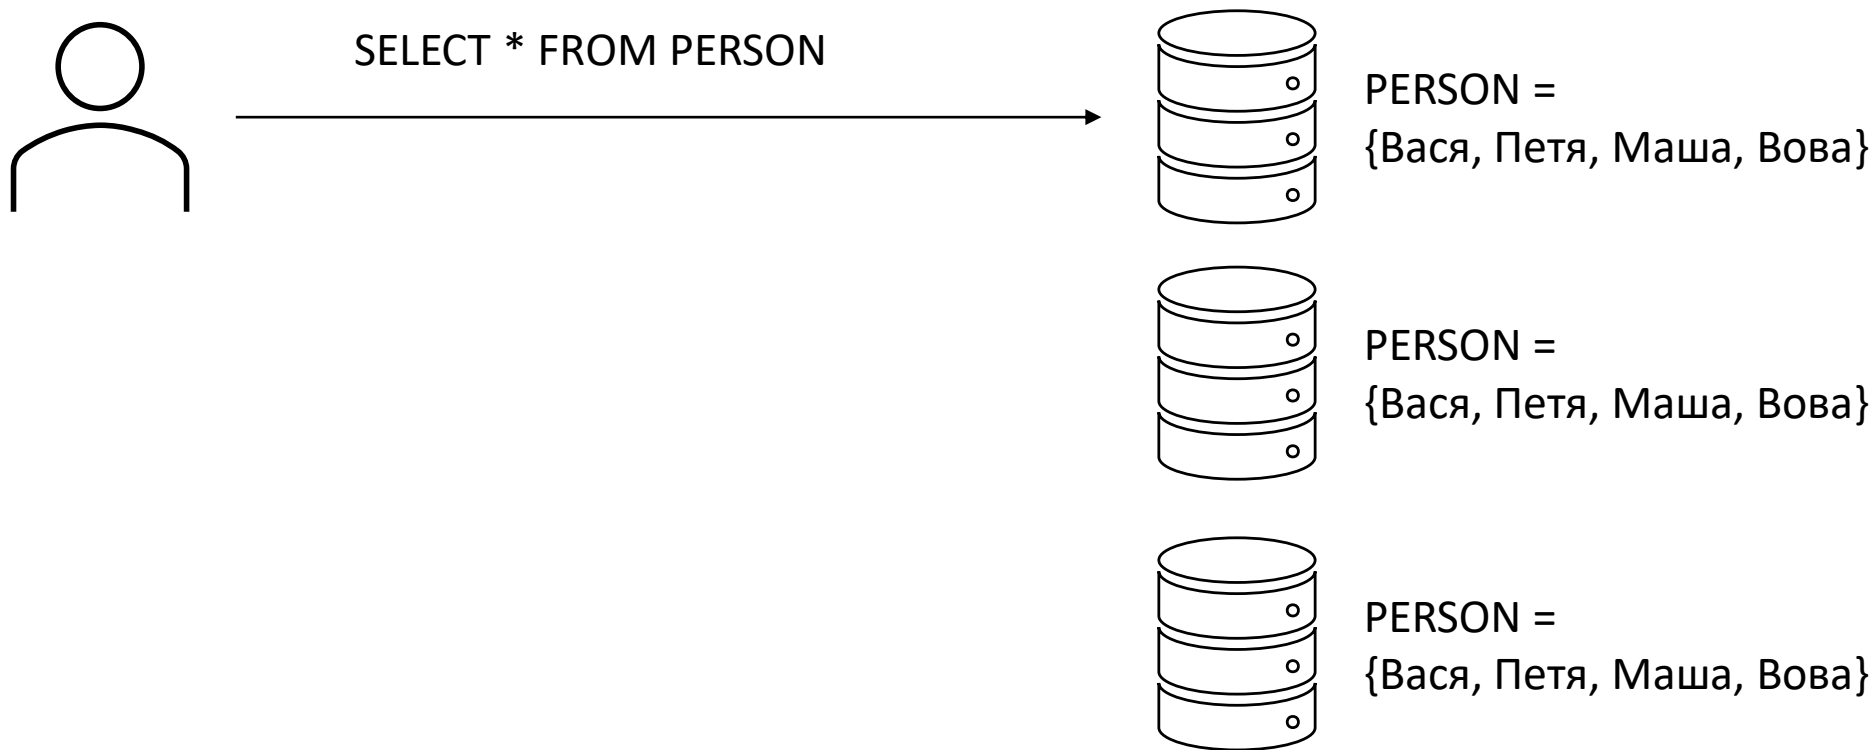 SELECT * FROM PERSON
PERSON =
{Вася, Петя, Маша, Вова}
PERSON =
{Вася, Петя, Маша, Вова}
PERSON =
{Вася, Петя, Маша, Вова}